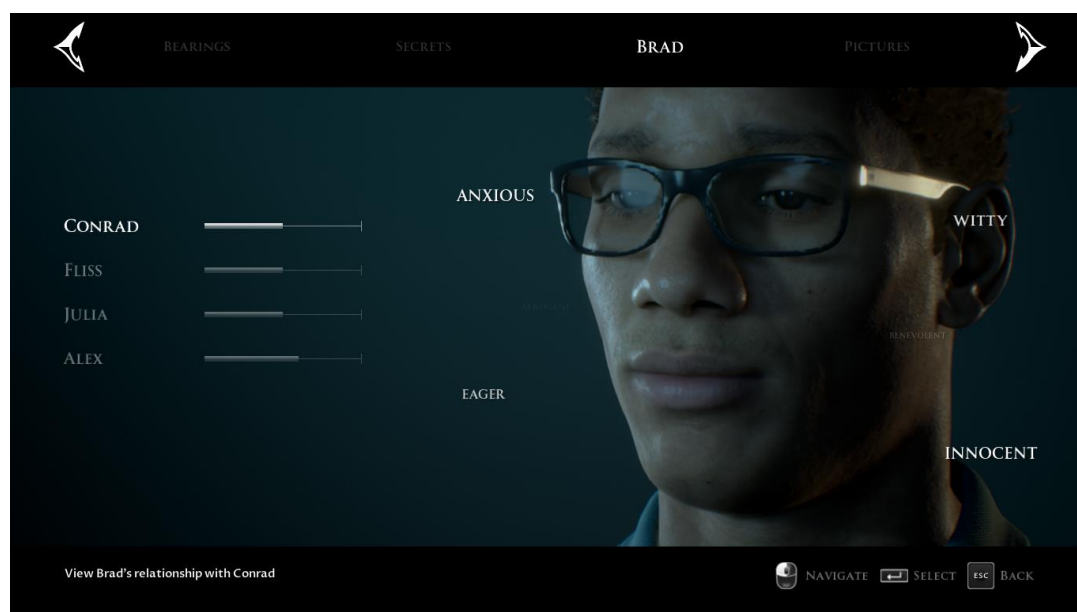 BEARINGS
SECRETS
BRAD
PICTURES
ANXIOUS
WITTY
CONRAD
FLISS
JULIA
BENEVOLENT
ALEX
EAGER
INNOCENT
View Brad's relationship with Conrad
NAVIGATE
SELECT
ESC BACK